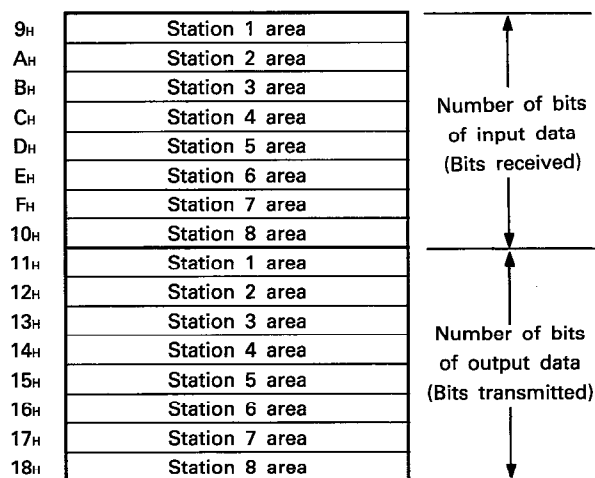 9H Station 1 area
AH Station 2 area
BH Station 3 area
CH Station 4 area
DH Station 5 area
EH Station 6 area
FH Station 7 area
10H Station 8 area
Number of bits
of input data
(Bits received)
11H Station 1 area
12H Station 2 area
13H Station 3 area
14H Station 4 area
15H Station 5 area
16H Station 6 area
17H Station 7 area
18H Station 8 area
Number of bits
of output data
(Bits transmitted)